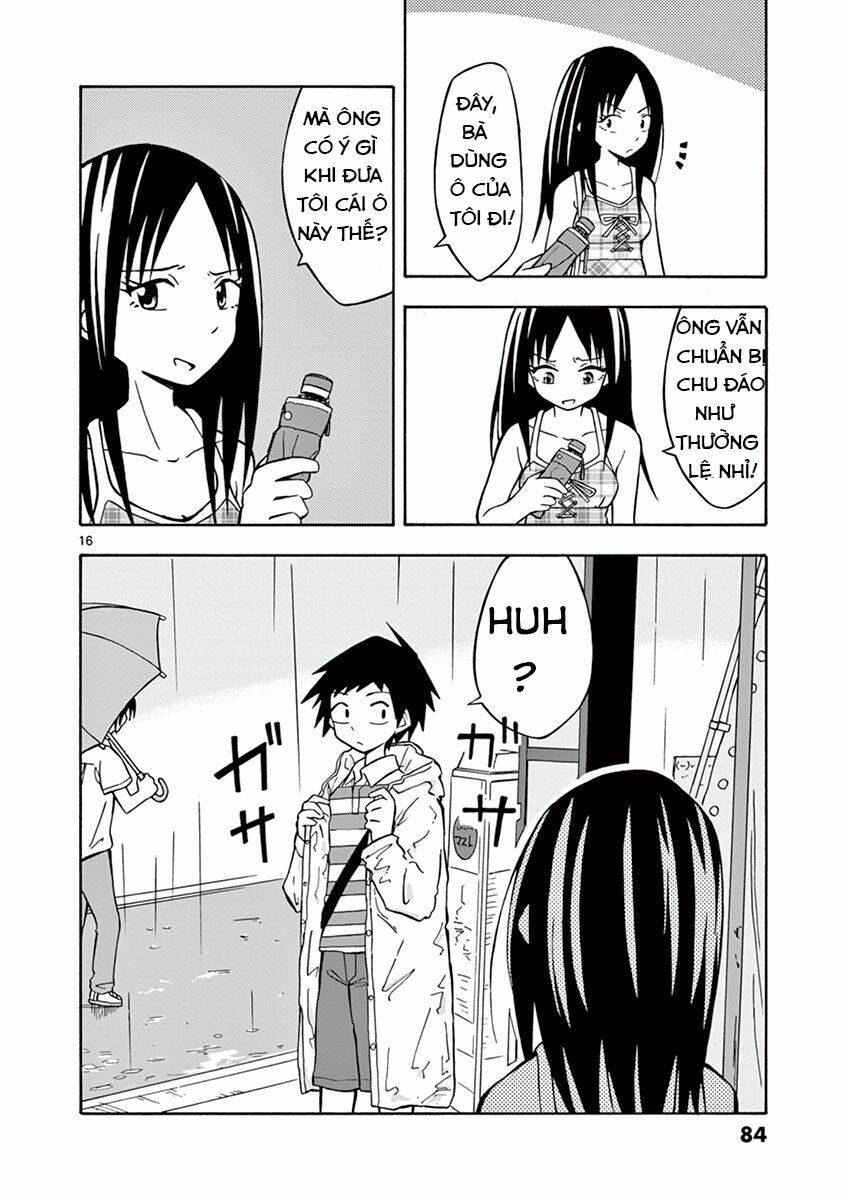 ĐÂY,
BÀ
DÙNG
Ô CỦA
TÔI ĐI!
ÔNG VẪN
CHUẨN BỊ
CHU ĐÁO
NHƯ
THƯỜNG
LỆ NHỈ!
MÀ ÔNG
CÓ Ý GÌ
KHI ĐƯA
TÔI CÁI Ô
NÀY THẾ?
16
HUH
?
ガサ
ガサ
84